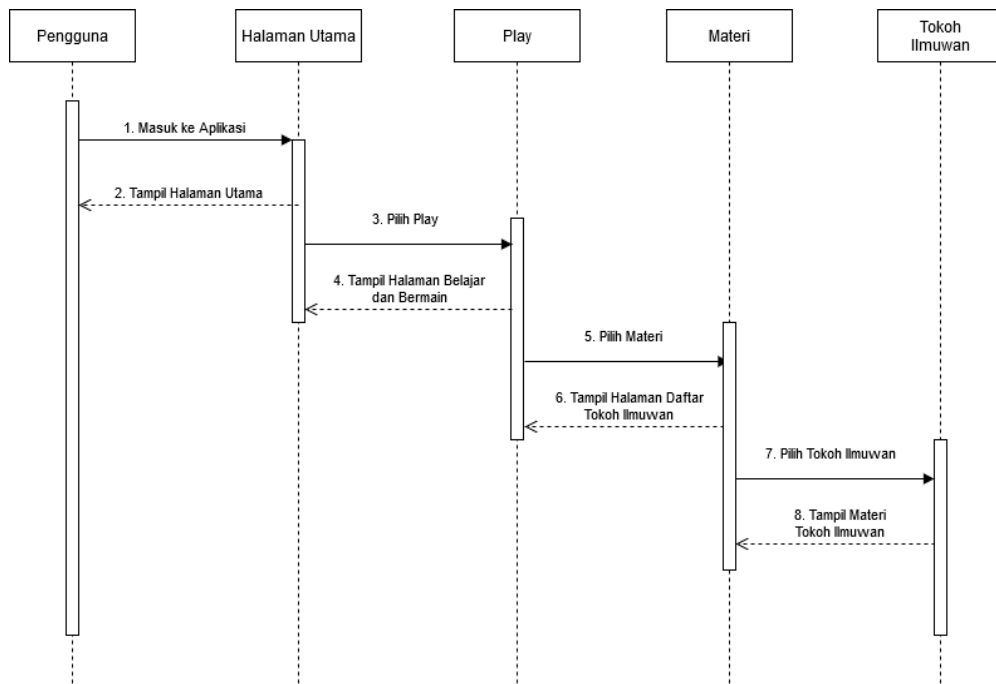 Pengguna
Halaman Utama
Play
Materi
Tokoh
Ilmuwan
1. Masuk ke Aplikasi
2. Tampil Halaman Utama
3. Pilih Play
4. Tampil Halaman Belajar
dan Bermain
5. Pilih Materi
6. Tampil Halaman Daftar
Tokoh Ilmuwan
7. Pilih Tokoh Ilmuwan
8. Tampil Materi
Tokoh Ilmuwan